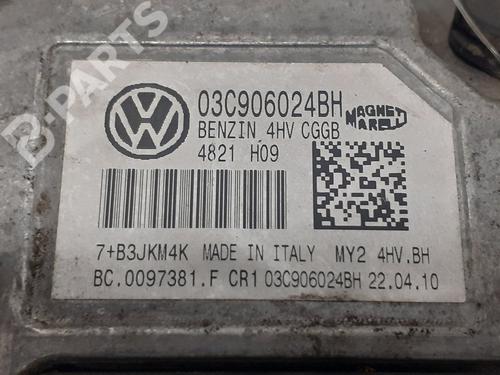 03C906024BH
BENZIN 4HV CGGB
MAGNETI MARELLI
4821 H09
7+B3JKM4K MADE IN ITALY MY2 4HV.BH
BC.0097381.F CR1 03C906024BH 22.04.10
B-PARTS
B-PARTS